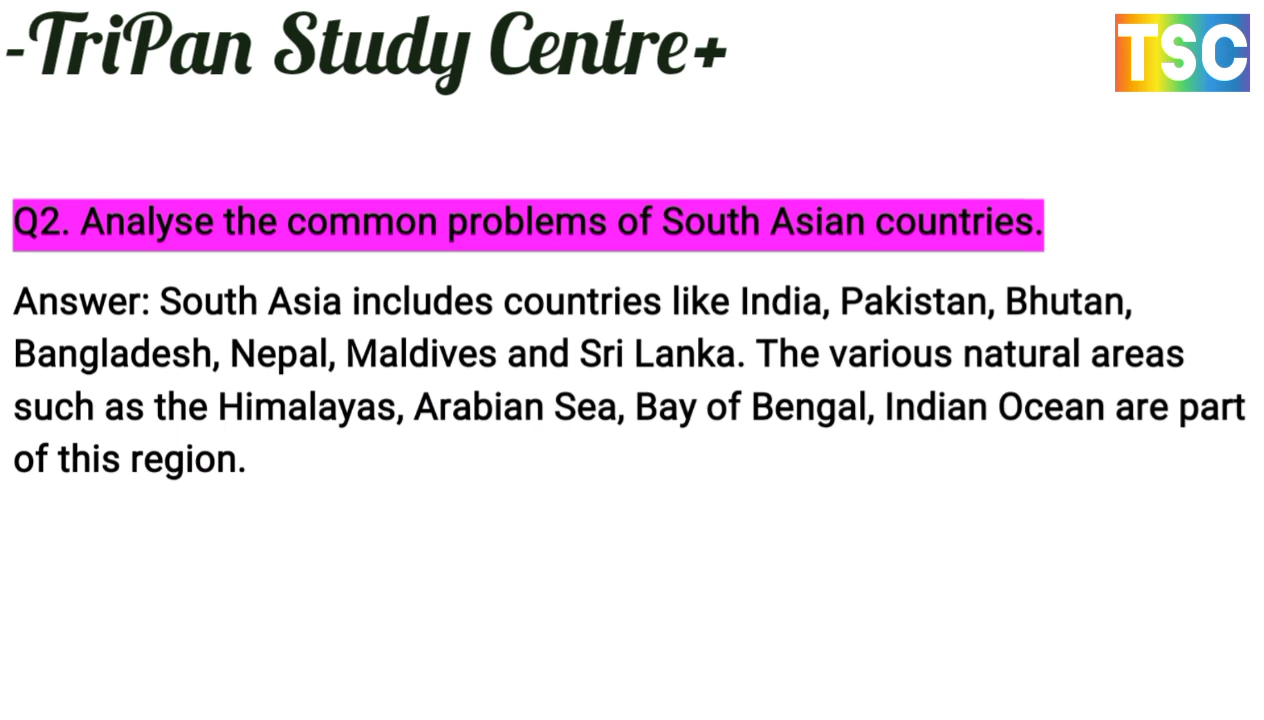 -TriPan Study Centre+
TSC
Q2. Analyse the common problems of South Asian countries.
Answer: South Asia includes countries like India, Pakistan, Bhutan,
Bangladesh, Nepal, Maldives and Sri Lanka. The various natural areas
such as the Himalayas, Arabian Sea, Bay of Bengal, Indian Ocean are part
of this region.